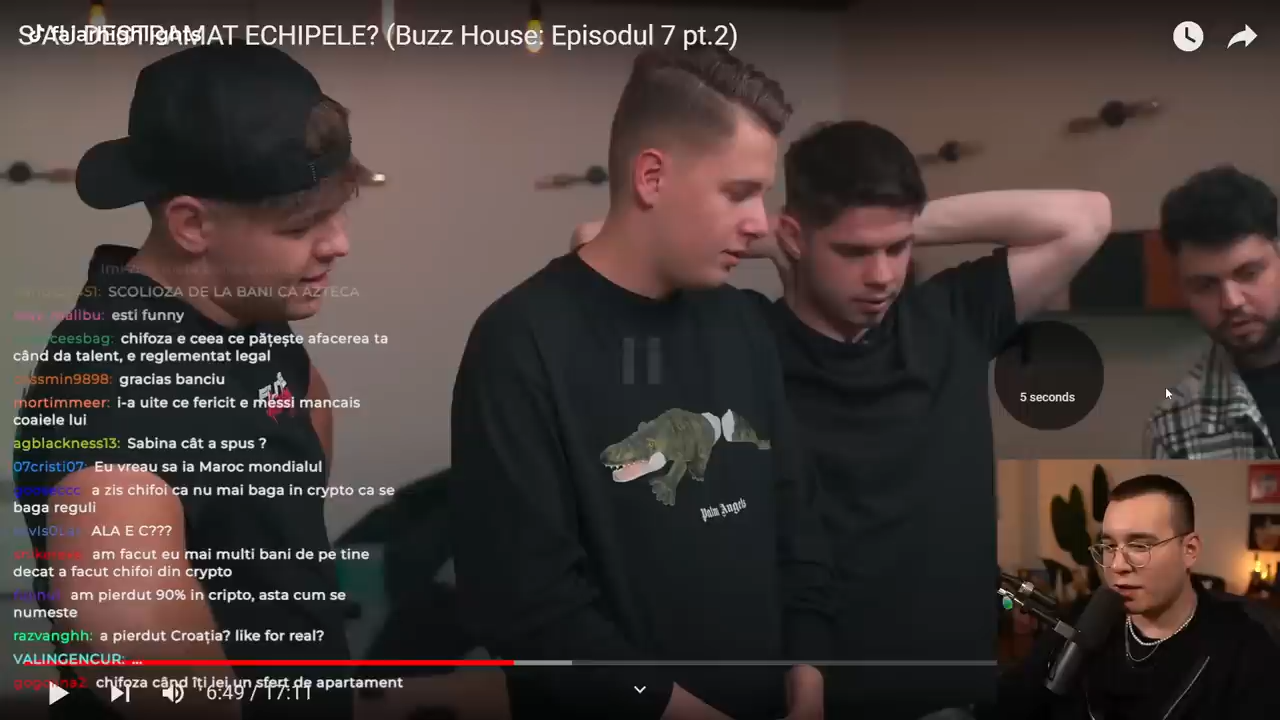 S-AU DESTRĂMAT ECHIPELE? (Buzz House: Episodul 7 pt.2)
SCOLIOZA DE LA BANI CA AZTECA
esti funny
chifoza e ceea ce pățește afacerea ta
când da talent, e reglementat legal
gracias banciu
mortimmeer: i-a uite ce fericit e messi mancais
coaiele lui
agblackness13: Sabina cât a spus ?
07cristi07: Eu vreau sa ia Maroc mondialul
a zis chifoi ca nu mai baga in crypto ca se
baga reguli
ALA E C???
am facut eu mai multi bani de pe tine
decat a facut chifoi din crypto
am pierdut 90% in cripto, asta cum se
numeste
razvanghh: a pierdut Croația? like for real?
VALINGENCUR: ...
chifoza când îți iei un sfert de apartament
5 seconds
Palm Angels
6:49 / 17:11